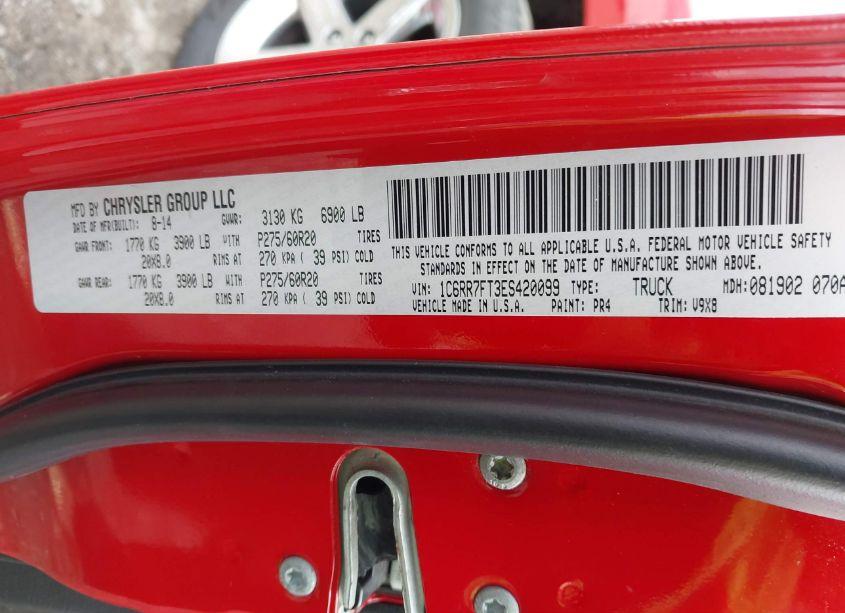 MFD BY CHRYSLER GROUP LLC
DATE OF MFR(BUILT): 8-14 GVWR: 3130 KG 6900 LB
GAWR FRONT: 1770 KG 3900 LB WITH P275/60R20 TIRES
20X8.0 RIMS AT 270 KPA ( 39 PSI) COLD
GAWR REAR: 1770 KG 3900 LB WITH P275/60R20 TIRES
20X8.0 RIMS AT 270 KPA ( 39 PSI) COLD
THIS VEHICLE CONFORMS TO ALL APPLICABLE U.S.A. FEDERAL MOTOR VEHICLE SAFETY
STANDARDS IN EFFECT ON THE DATE OF MANUFACTURE SHOWN ABOVE.
VIN: 1C6RR7FT3ES420099 TYPE: TRUCK MDH: 081902 070A
VEHICLE MADE IN U.S.A. PAINT: PR4 TRIM: V9X8